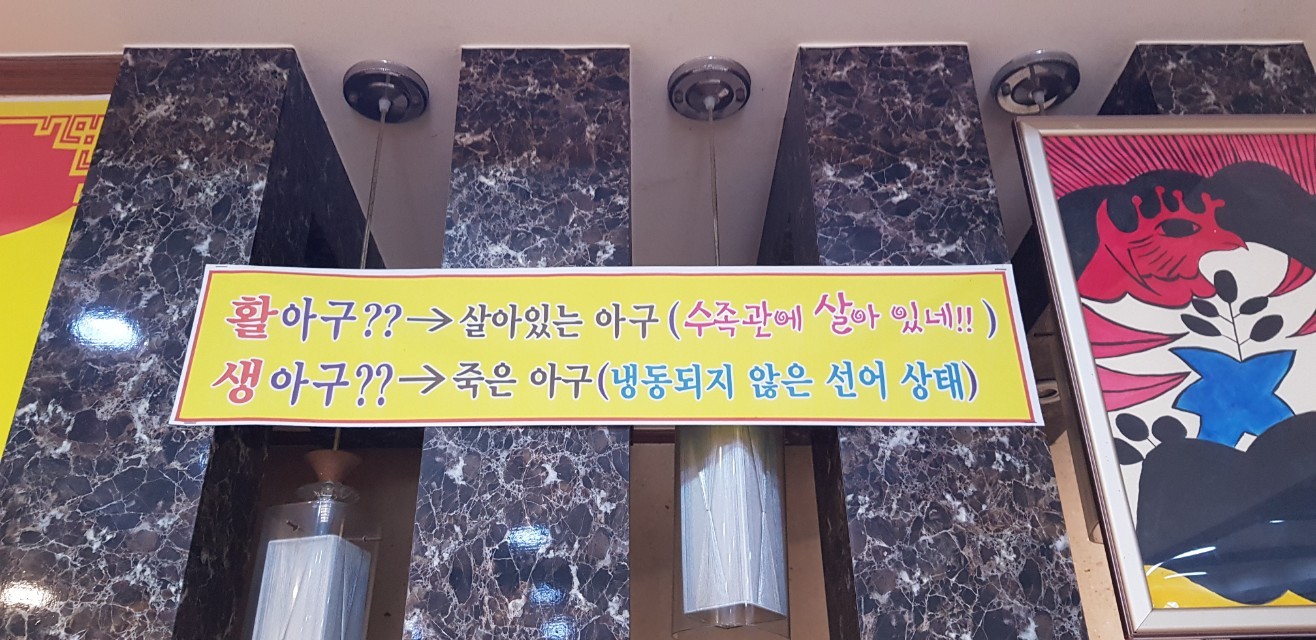 활아구??→살아있는 아구(수족관에 살아 있네!!)
생아구??→죽은 아구(냉동되지 않은 선어 상태)